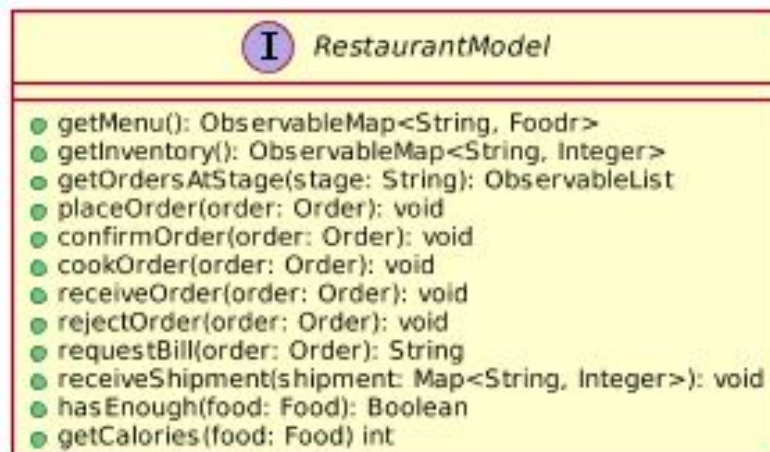 I RestaurantModel
getMenu(): ObservableMap<String, Foodr>
getInventory(): ObservableMap<String, Integer>
getOrdersAtStage(stage: String): ObservableList
placeOrder(order: Order): void
confirmOrder(order: Order): void
cookOrder(order: Order): void
receiveOrder(order: Order): void
rejectOrder(order: Order): void
requestBill(order: Order): String
receiveShipment(shipment: Map<String, Integer>): void
hasEnough(food: Food): Boolean
getCalories(food: Food) int